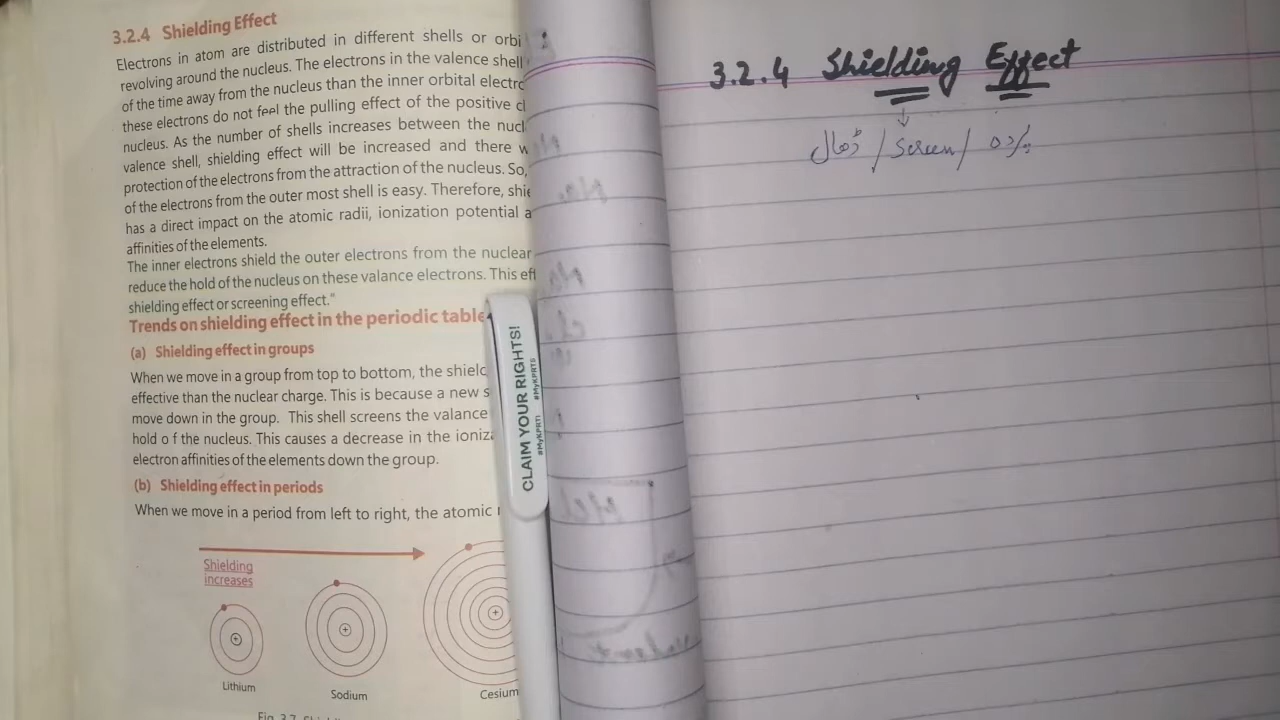 3.2.4 Shielding Effect
Electrons in atom are distributed in different shells or orbi
revolving around the nucleus. The electrons in the valence shell
of the time away from the nucleus than the inner orbital electro
these electrons do not feel the pulling effect of the positive cl
nucleus. As the number of shells increases between the nucl
valence shell, shielding effect will be increased and there w
protection of the electrons from the attraction of the nucleus. So,
of the electrons from the outer most shell is easy. Therefore, shie
has a direct impact on the atomic radii, ionization potential a
affinities of the elements.
The inner electrons shield the outer electrons from the nuclear
reduce the hold of the nucleus on these valance electrons. This eff
shielding effect or screening effect."
Trends on shielding effect in the periodic table
(a) Shielding effect in groups
When we move in a group from top to bottom, the shield
effective than the nuclear charge. This is because a new s
move down in the group. This shell screens the valance
hold o f the nucleus. This causes a decrease in the ioniza
electron affinities of the elements down the group.
(b) Shielding effect in periods
When we move in a period from left to right, the atomic
Shielding
increases
Lithium
Sodium
Cesium
Fig. 3.7
CLAIM YOUR RIGHTS!
#MyKPRTI #MyKPRTS
3.2.4 Shielding Effect
پردہ / Screen / ڈھال